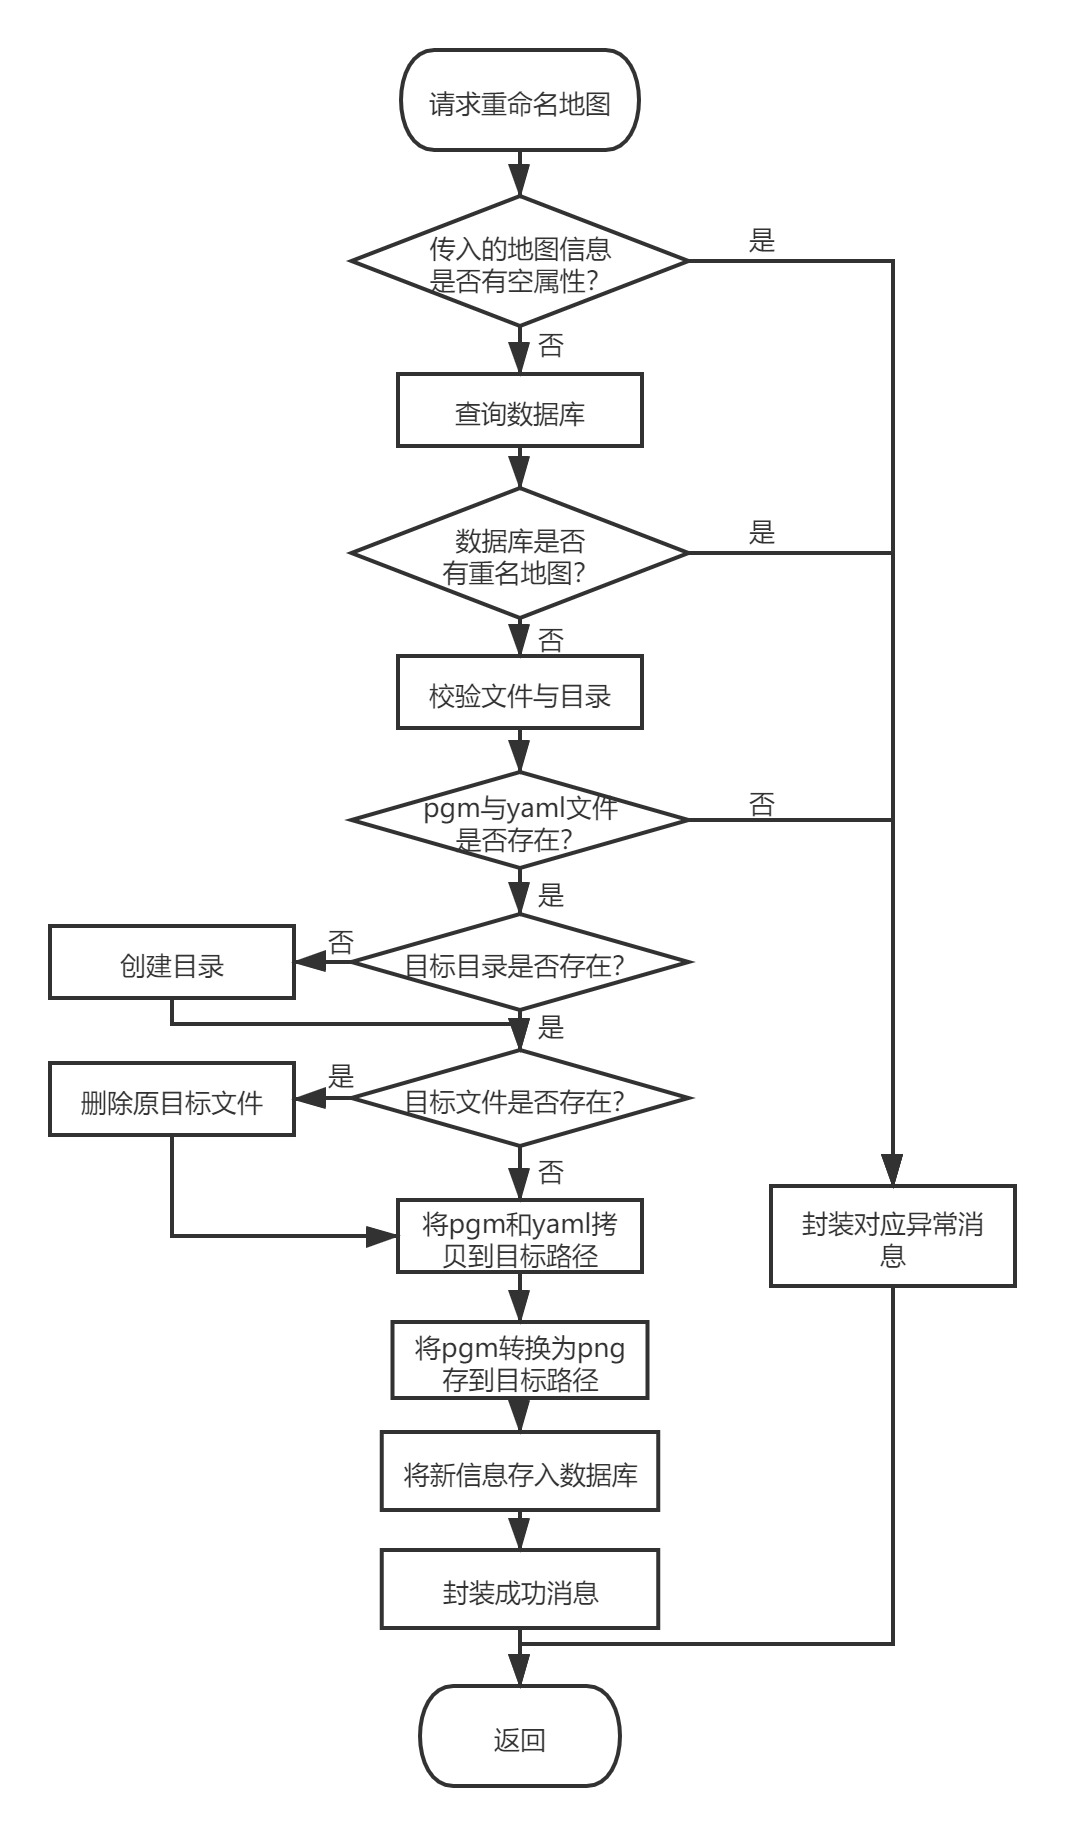 请求重命名地图
传入的地图信息
是否有空属性？
是
否
查询数据库
数据库是否
有重名地图？
是
否
校验文件与目录
pgm与yaml文件
是否存在？
否
是
目标目录是否存在？
否
创建目录
是
目标文件是否存在？
是
删除原目标文件
否
将pgm和yaml拷
贝到目标路径
封装对应异常消
息
将pgm转换为png
存到目标路径
将新信息存入数据库
封装成功消息
返回